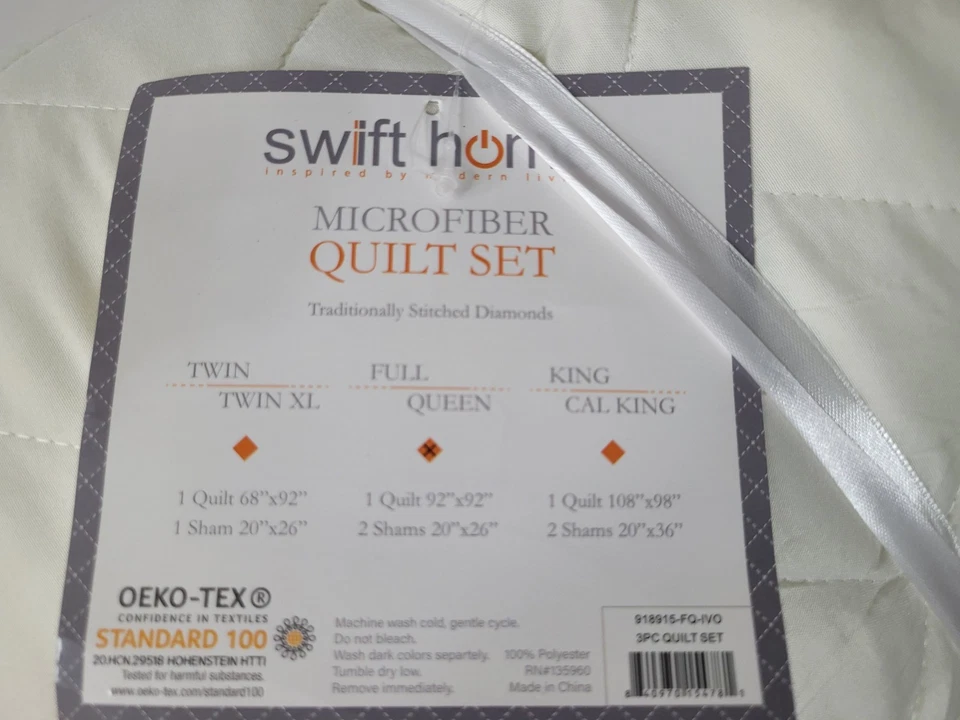 swift hom
inspired by modern liv
MICROFIBER
QUILT SET
Traditionally Stitched Diamonds
TWIN
TWIN XL
1 Quilt 68"x92"
1 Sham 20"x26"
FULL
QUEEN
1 Quilt 92"x92"
2 Shams 20"x26"
KING
CAL KING
1 Quilt 108"x98"
2 Shams 20"x36"
OEKO-TEX®
CONFIDENCE IN TEXTILES
STANDARD 100
20.HCN.29518 HOHENSTEIN HTTI
Tested for harmful substances.
www.oeko-tex.com/standard100
Machine wash cold, gentle cycle.
Do not bleach.
Wash dark colors separtely.
Tumble dry low.
Remove immediately.
100% Polyester
RN#135960
Made in China
918915-FQ-IVO
3PC QUILT SET